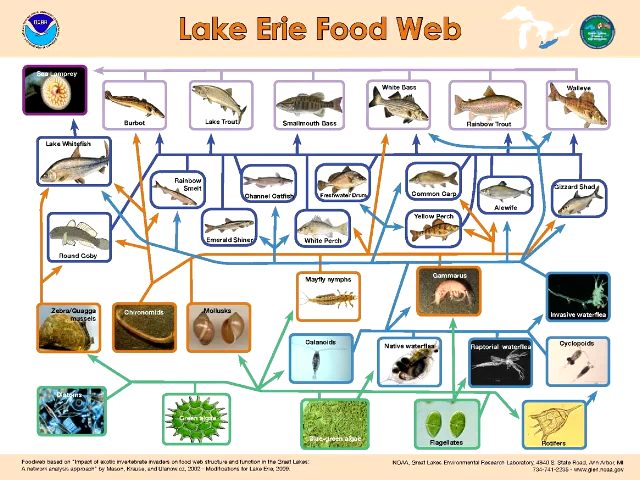 NOAA
Lake Erie Food Web
Sea Lamprey
Burbot
Lake Trout
Smallmouth Bass
White Bass
Rainbow Trout
Walleye
Lake Whitefish
Rainbow
Smelt
Channel Catfish
Freshwater Drum
Common Carp
Alewife
Gizzard Shad
Round Goby
Emerald Shiner
White Perch
Yellow Perch
Mayfly nymphs
Gammarus
Invasive waterflea
Zebra/Quagga
mussels
Chironomids
Mollusks
Calanoids
Native waterflea
Raptorial waterflea
Cyclopoids
Diatoms
Green algae
Blue-green algae
Flagellates
Rotifers
Foodweb based on "Impact of exotic invertebrate invaders on food web structure and function in the Great Lakes:
A network analysis approach" by Mason, Krause, and Ulanowicz, 2002 - Modifications for Lake Erie, 2009.
NOAA, Great Lakes Environmental Research Laboratory, 4840 S. State Road, Ann Arbor, MI
734-741-2235 - www.glerl.noaa.gov